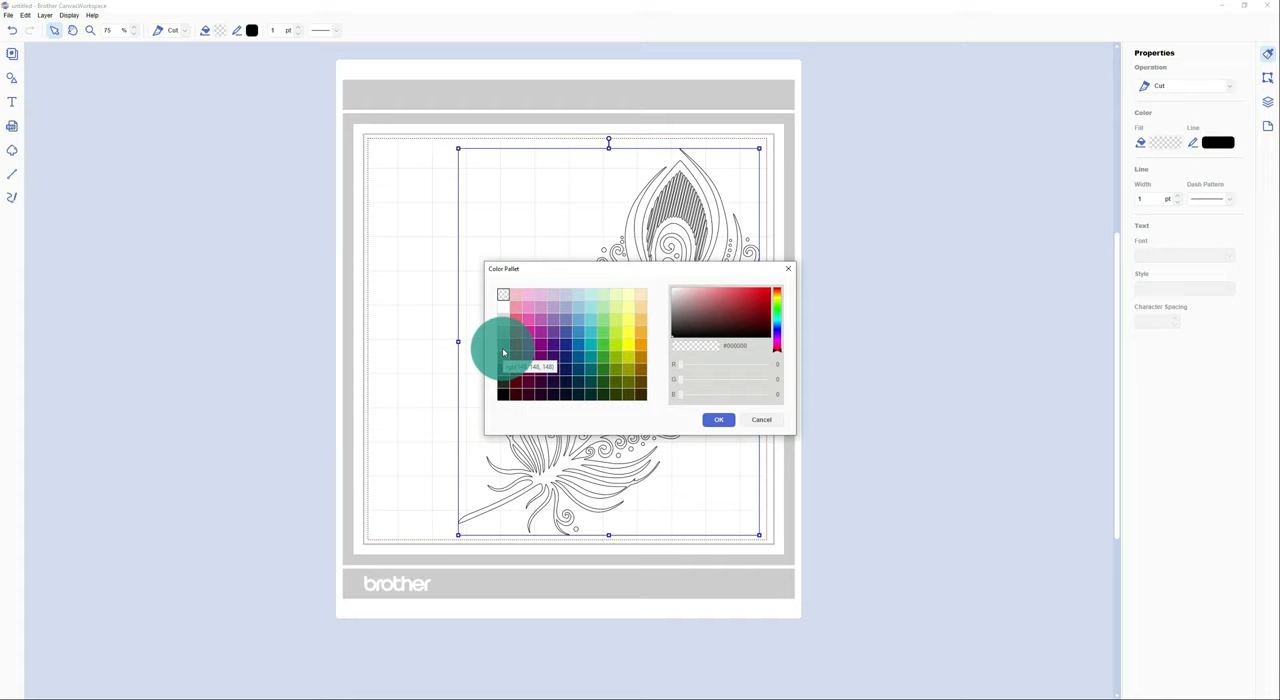 untitled - Brother CanvasWorkspace
File Edit Layer Display Help
75 % Cut 1 pt
Properties
Operation
Cut
Color
Fill Line
Line
Width Dash Pattern
1 pt
Text
Font
Style
Character Spacing
Color Pallet
#000000
R 0
G 0
B 0
148, 148)
OK Cancel
brother